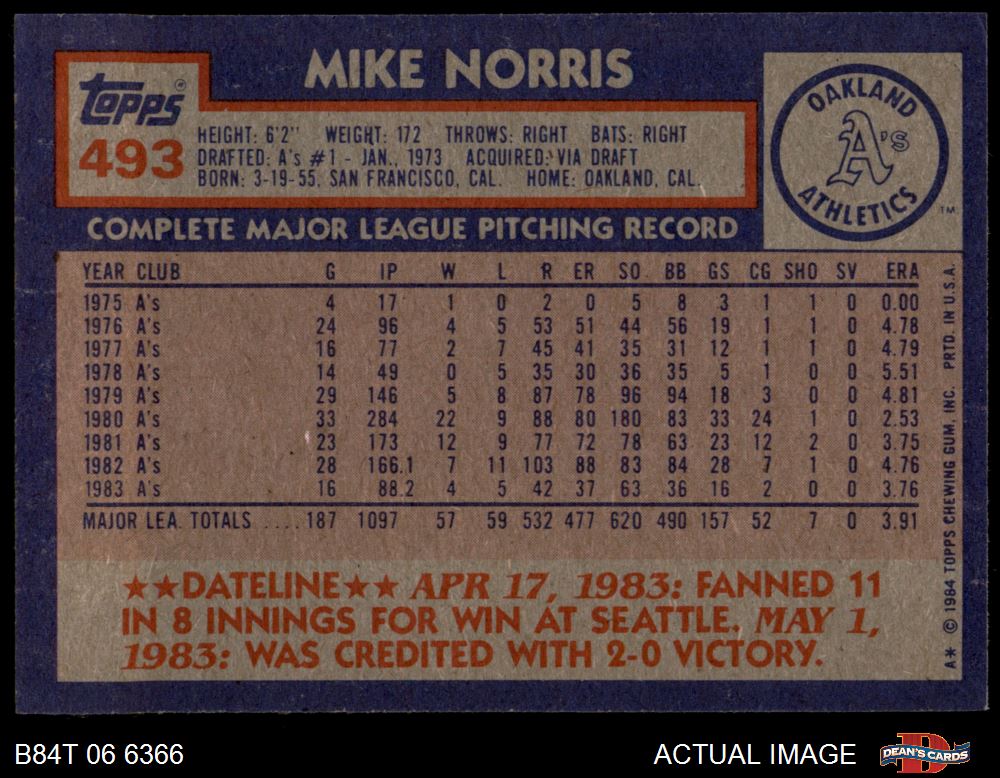 MIKE NORRIS
topps®
493
HEIGHT: 6'2" WEIGHT: 172 THROWS: RIGHT BATS: RIGHT
DRAFTED: A's #1 - JAN., 1973 ACQUIRED: VIA DRAFT
BORN: 3-19-55, SAN FRANCISCO, CAL. HOME: OAKLAND, CAL.
OAKLAND
A's
ATHLETICS
TM
COMPLETE MAJOR LEAGUE PITCHING RECORD
YEAR CLUB G IP W L R ER SO BB GS CG SHO SV ERA
1975 A's 4 17 1 0 2 0 5 8 3 1 1 0 0.00
1976 A's 24 96 4 5 53 51 44 56 19 1 1 0 4.78
1977 A's 16 77 2 7 45 41 35 31 12 1 1 0 4.79
1978 A's 14 49 0 5 35 30 36 35 5 1 0 0 5.51
1979 A's 29 146 5 8 87 78 96 94 18 3 0 0 4.81
1980 A's 33 284 22 9 88 80 180 83 33 24 1 0 2.53
1981 A's 23 173 12 9 77 72 78 63 23 12 2 0 3.75
1982 A's 28 166.1 7 11 103 88 83 84 28 7 1 0 4.76
1983 A's 16 88.2 4 5 42 37 63 36 16 2 0 0 3.76
MAJOR LEA. TOTALS ....187 1097 57 59 532 477 620 490 157 52 7 0 3.91
★★DATELINE★★ APR 17, 1983: FANNED 11
IN 8 INNINGS FOR WIN AT SEATTLE. MAY 1,
1983: WAS CREDITED WITH 2-0 VICTORY.
A* © 1984 TOPPS CHEWING GUM, INC. PRTD. IN U.S.A.
B84T 06 6366
ACTUAL IMAGE
DEAN'S CARDS